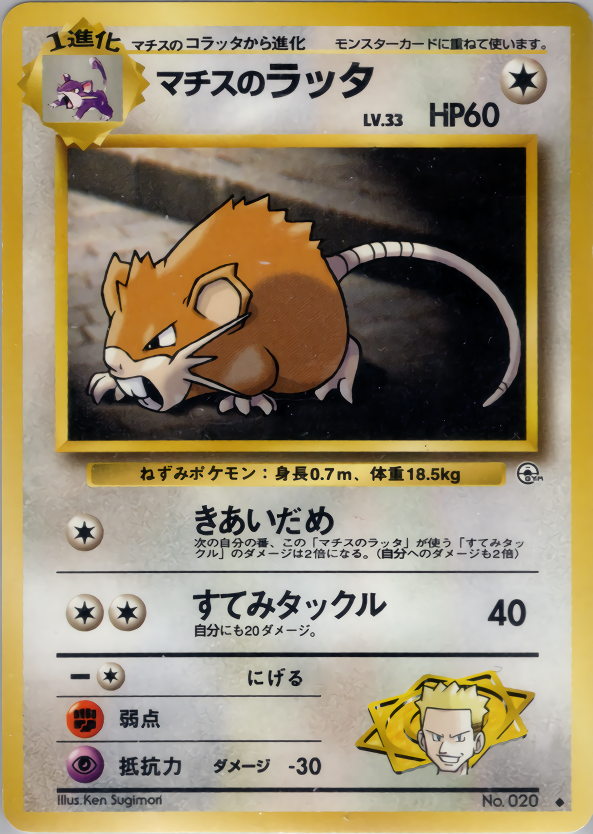 1進化 マチスのコラッタから進化 モンスターカードに重ねて使います。
マチスのラッタ
LV.33 HP60
ねずみポケモン：身長0.7m、体重18.5kg
GYM
きあいだめ
次の自分の番、この「マチスのラッタ」が使う「すてみタッ
クル」のダメージは2倍になる。（自分へのダメージも2倍）
すてみタックル 40
自分にも20ダメージ。
ー にげる
弱点
抵抗力 ダメージ -30
Illus.Ken Sugimori No. 020